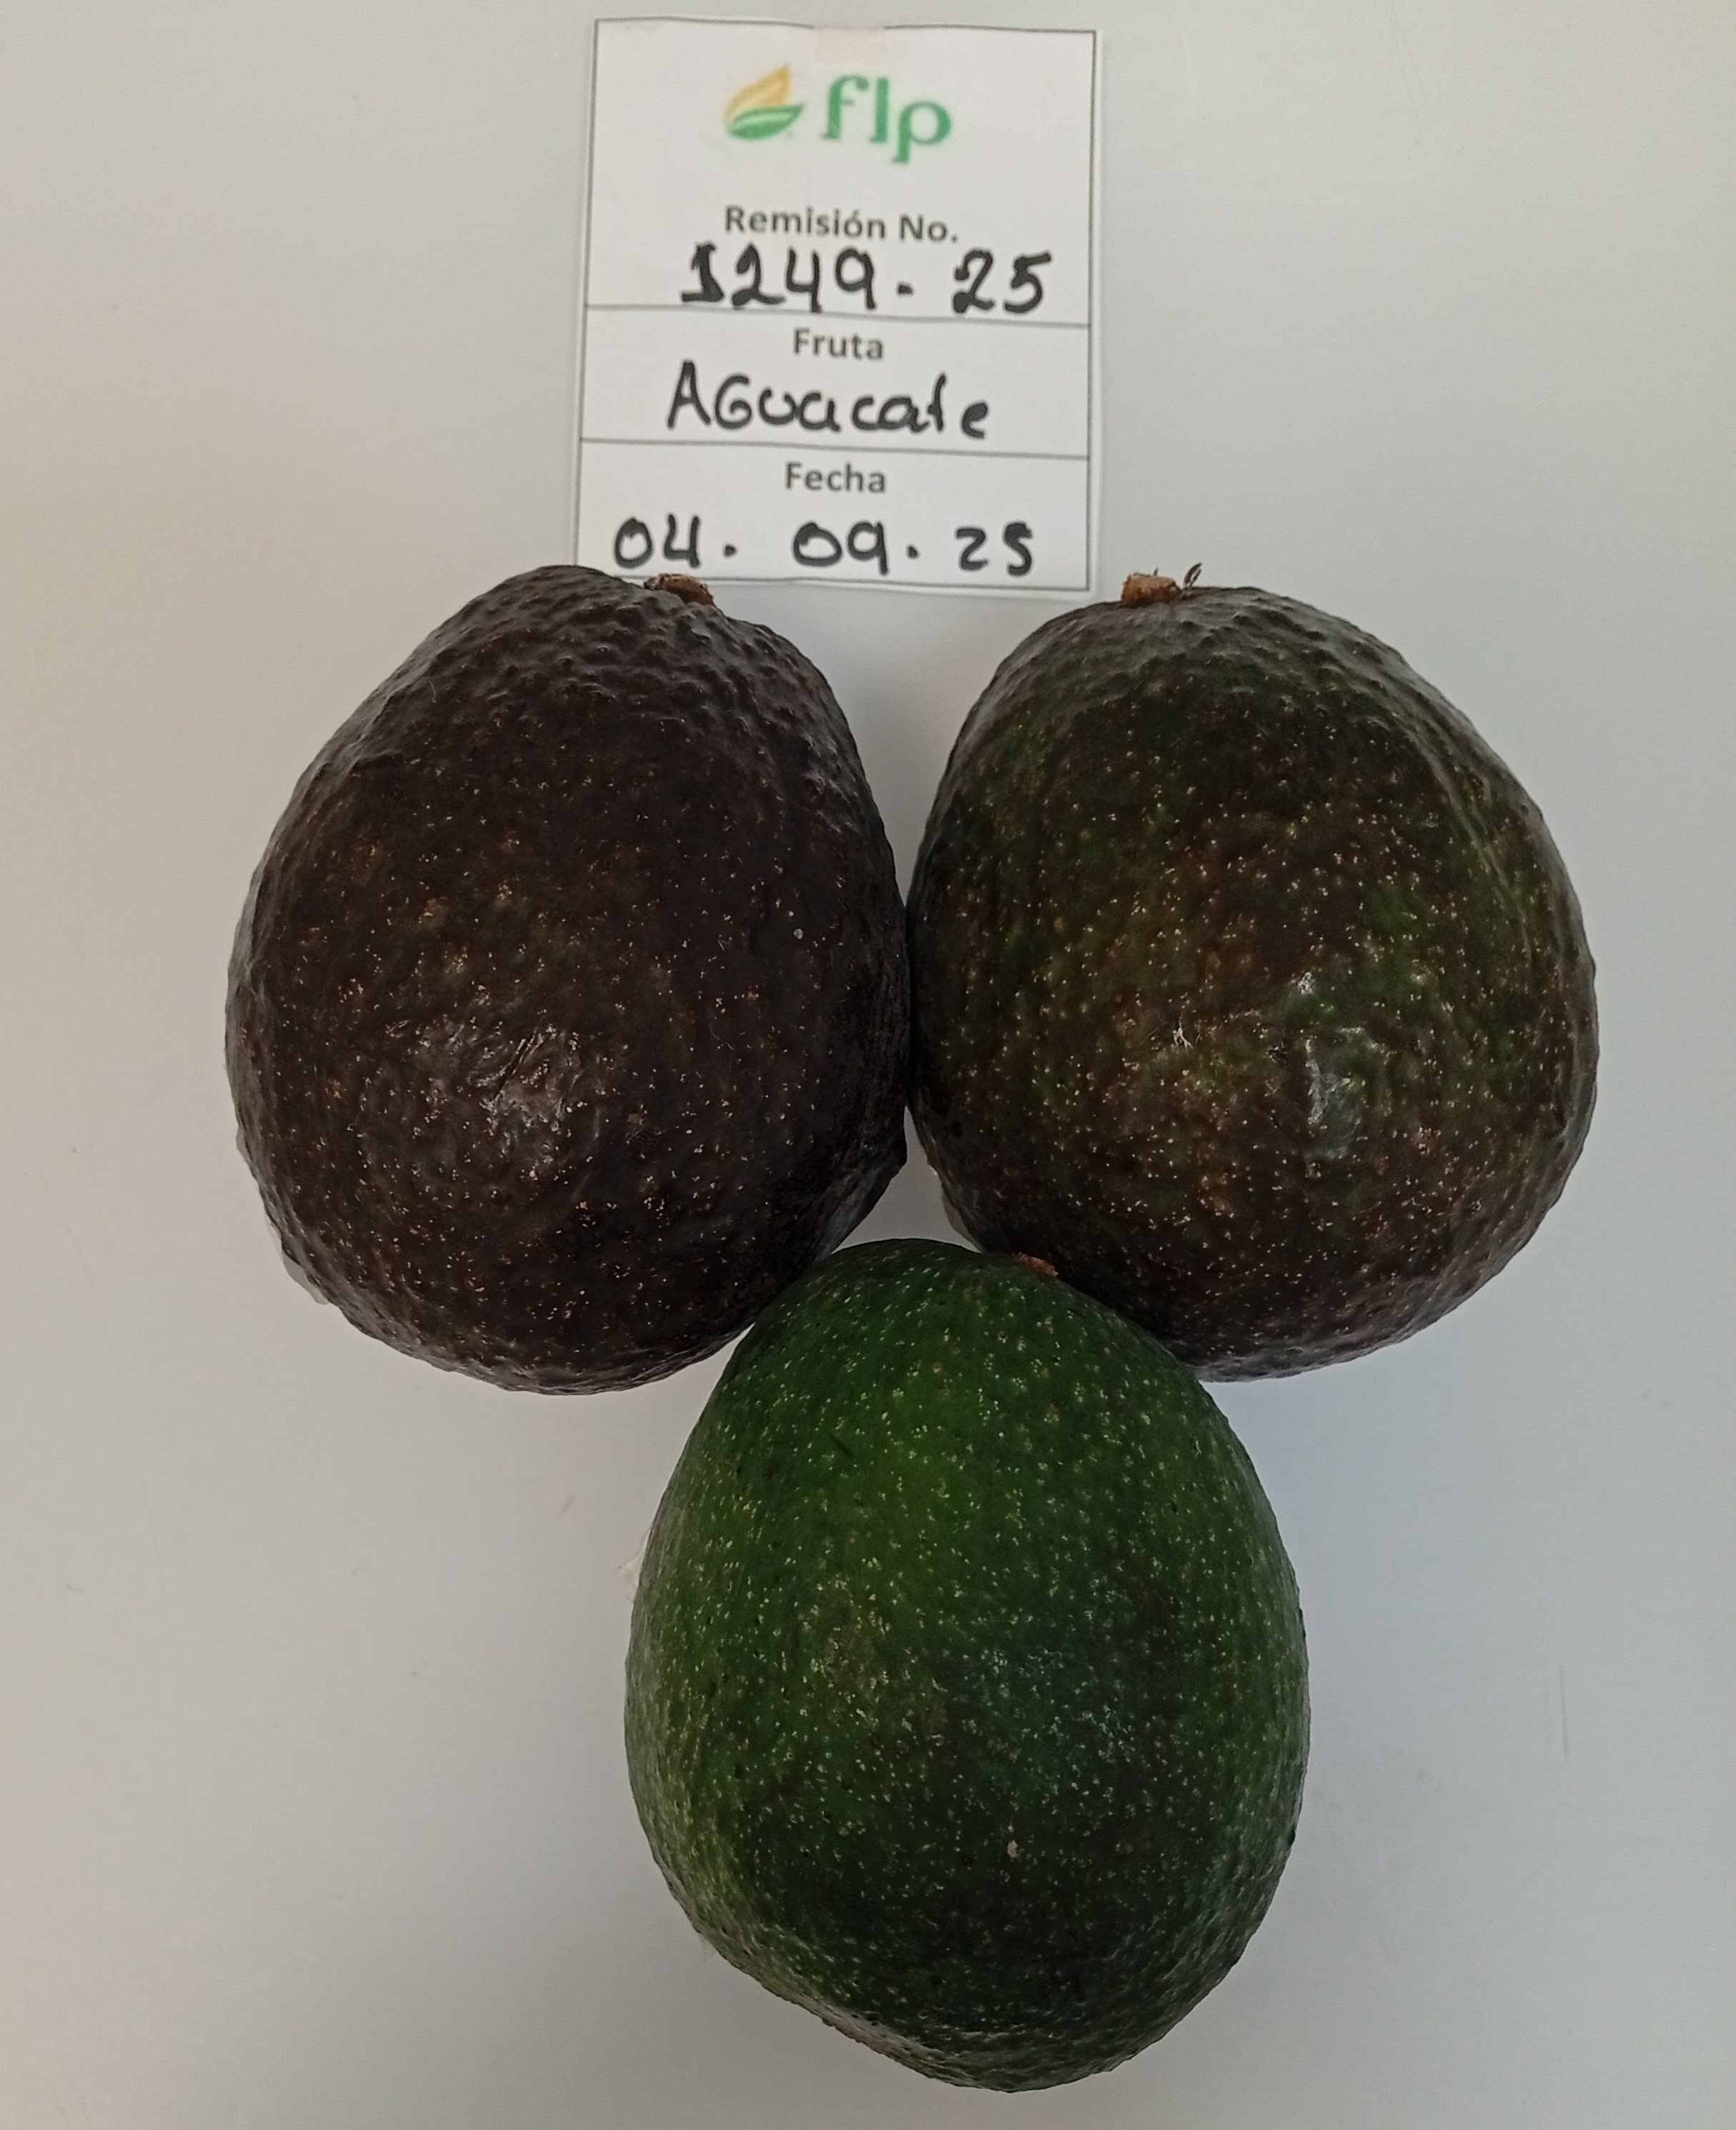 flp
Remisión No.
1249. 25
Fruta
AGuacate
Fecha
04. 09. 25